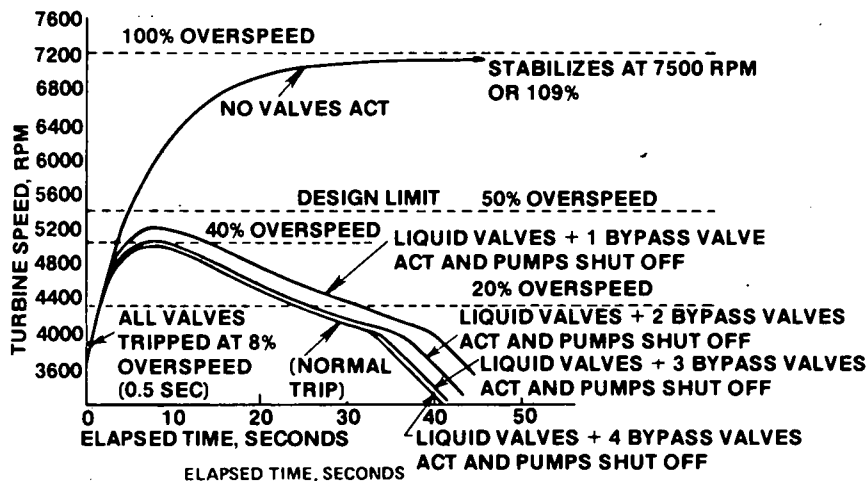 7600
7200
6800
6400
6000
5600
5200
4800
4400
4000
3600
TURBINE SPEED, RPM
100% OVERSPEED
STABILIZES AT 7500 RPM
OR 109%
NO VALVES ACT
DESIGN LIMIT
50% OVERSPEED
40% OVERSPEED
LIQUID VALVES + 1 BYPASS VALVE
ACT AND PUMPS SHUT OFF
20% OVERSPEED
ALL VALVES
TRIPPED AT 8%
OVERSPEED
(0.5 SEC)
(NORMAL
TRIP)
LIQUID VALVES + 2 BYPASS VALVES
ACT AND PUMPS SHUT OFF
LIQUID VALVES + 3 BYPASS VALVES
ACT AND PUMPS SHUT OFF
0 10 20 30 40 50
ELAPSED TIME, SECONDS
LIQUID VALVES + 4 BYPASS VALVES
ACT AND PUMPS SHUT OFF
ELAPSED TIME, SECONDS